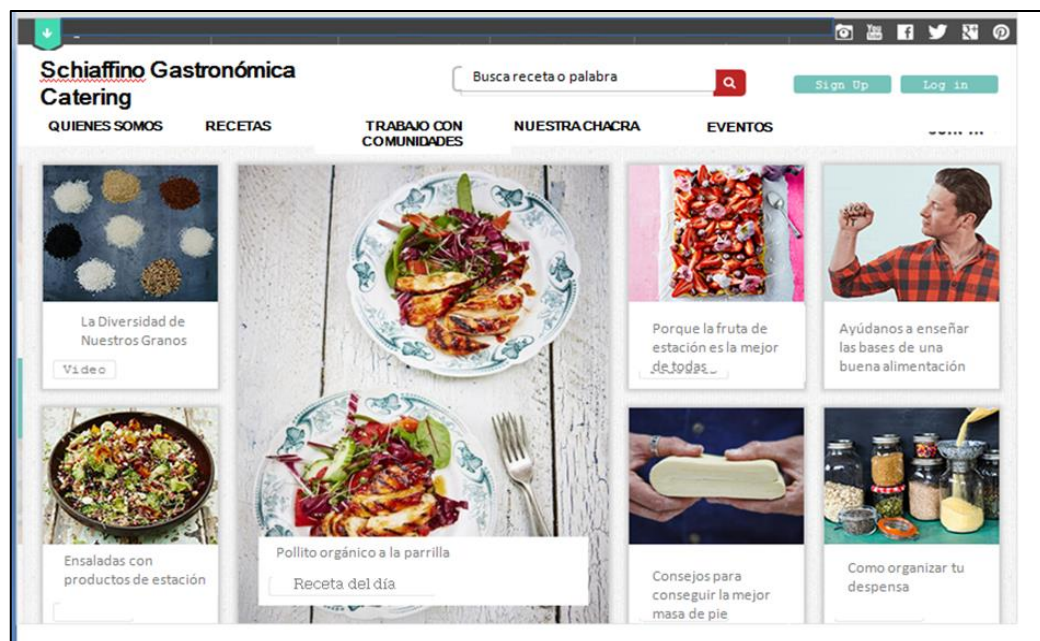 You Tube
Schiaffino Gastronómica
Catering
Busca receta o palabra
Sign Up
Log in
QUIENES SOMOS
RECETAS
TRABAJO CON
COMUNIDADES
NUESTRA CHACRA
EVENTOS
La Diversidad de
Nuestros Granos
Video
Ensaladas con
productos de estación
Pollito orgánico a la parrilla
Receta del día
Porque la fruta de
estación es la mejor
de todas
Consejos para
conseguir la mejor
masa de pie
Ayúdanos a enseñar
las bases de una
buena alimentación
Como organizar tu
despensa